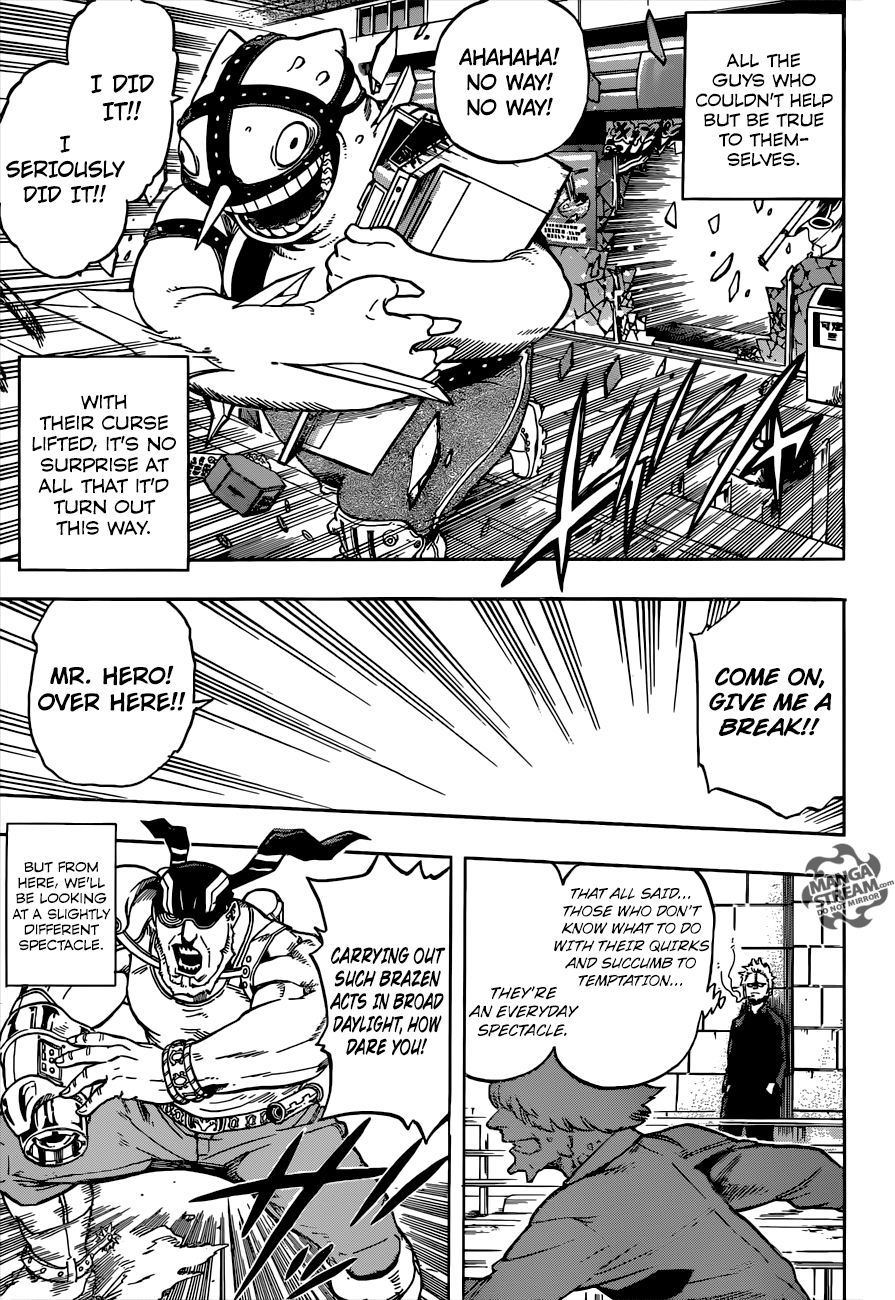 ALL THE
GUYS WHO
COULDN'T HELP
BUT BE TRUE
TO THEM-
SELVES.
AHAHAHA!
NO WAY!
NO WAY!
I DID
IT!!
I
SERIOUSLY
DID IT!!
WITH
THEIR CURSE
LIFTED, IT'S NO
SURPRISE AT
ALL THAT IT'D
TURN OUT
THIS WAY.
COME ON,
GIVE ME A
BREAK!!
MR. HERO!
OVER HERE!!
THAT ALL SAID...
THOSE WHO DON'T
KNOW WHAT TO DO
WITH THEIR QUIRKS
AND SUCCUMB TO
TEMPTATION...
THEY'RE
AN EVERYDAY
SPECTACLE.
MANGA
STREAM.com
DO NOT MIRROR
BUT FROM
HERE, WE'LL
BE LOOKING
AT A SLIGHTLY
DIFFERENT
SPECTACLE.
CARRYING OUT
SUCH BRAZEN
ACTS IN BROAD
DAYLIGHT, HOW
DARE YOU!